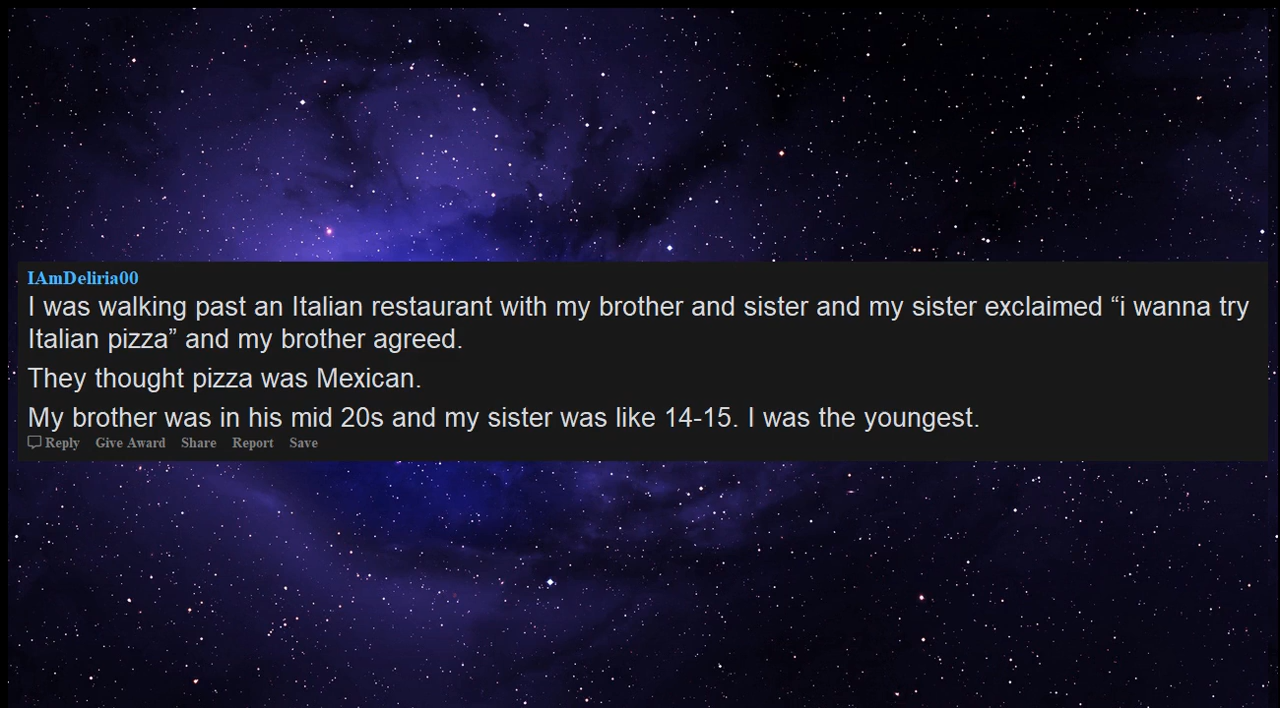 IAmDeliria00
I was walking past an Italian restaurant with my brother and sister and my sister exclaimed “i wanna try
Italian pizza” and my brother agreed.
They thought pizza was Mexican.
My brother was in his mid 20s and my sister was like 14-15. I was the youngest.
Reply Give Award Share Report Save